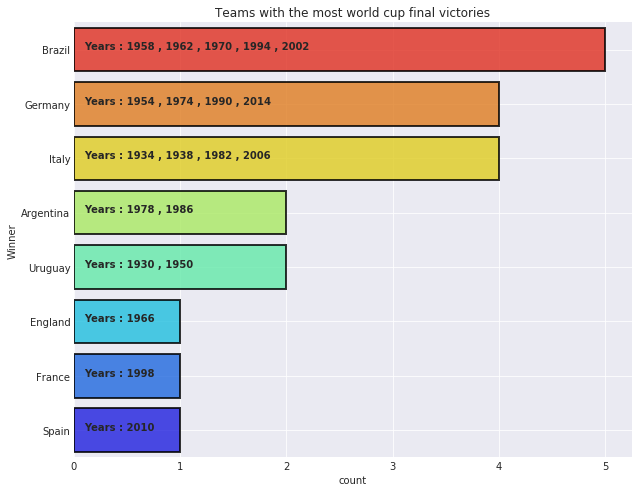 Teams with the most world cup final victories
Brazil
Years : 1958 , 1962 , 1970 , 1994 , 2002
Germany
Years : 1954 , 1974 , 1990 , 2014
Italy
Years : 1934 , 1938 , 1982 , 2006
Argentina
Years : 1978 , 1986
Winner
Uruguay
Years : 1930 , 1950
England
Years : 1966
France
Years : 1998
Spain
Years : 2010
0 1 2 3 4 5
count